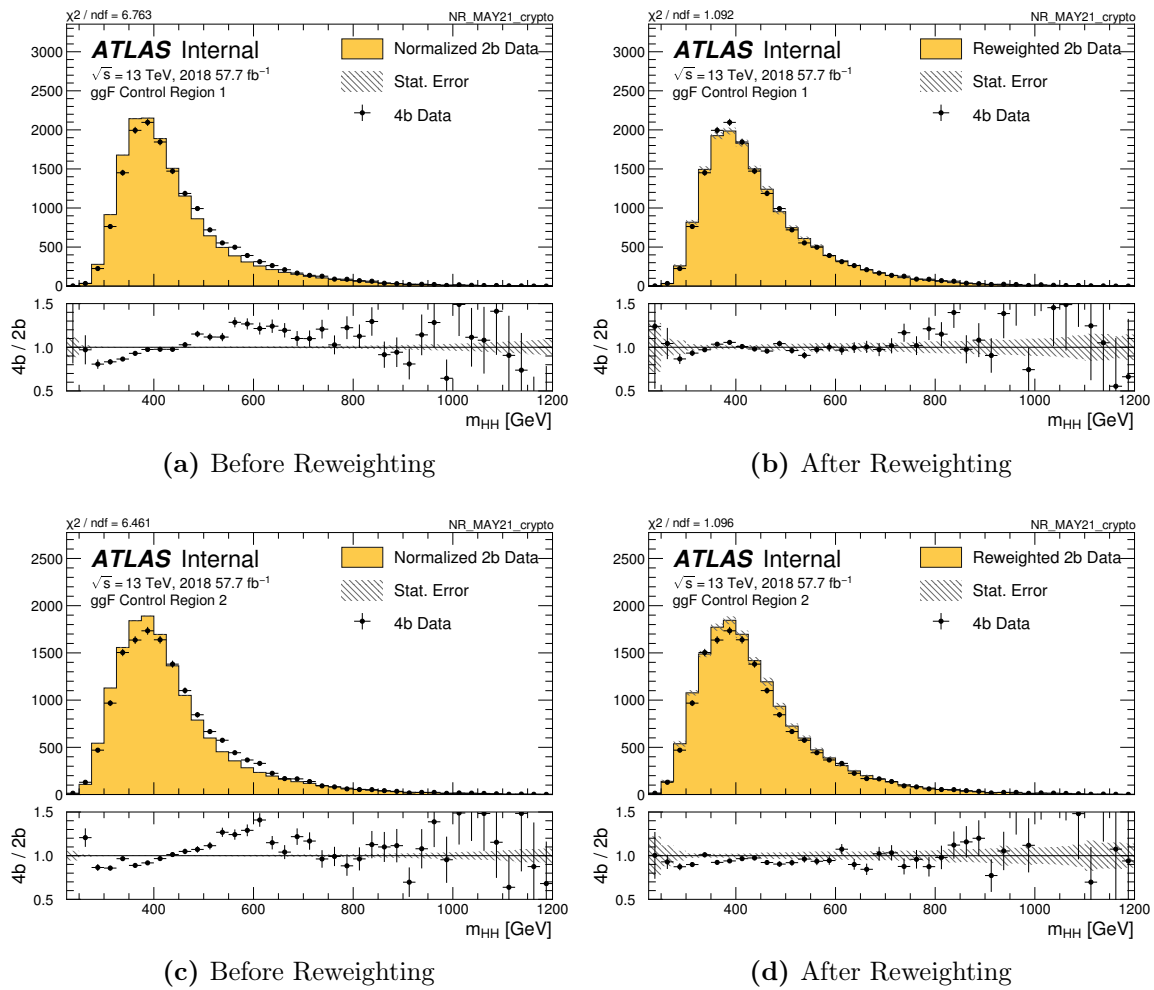 χ2 / ndf = 6.763 NR_MAY21_crypto
ATLAS Internal
√s = 13 TeV, 2018 57.7 fb⁻¹
ggF Control Region 1
Normalized 2b Data
Stat. Error
4b Data
3000
2500
2000
1500
1000
500
0
1.5
1.0
0.5
4b / 2b
400 600 800 1000 1200
m_HH [GeV]
(a) Before Reweighting
χ2 / ndf = 1.092 NR_MAY21_crypto
ATLAS Internal
√s = 13 TeV, 2018 57.7 fb⁻¹
ggF Control Region 1
Reweighted 2b Data
Stat. Error
4b Data
3000
2500
2000
1500
1000
500
0
1.5
1.0
0.5
4b / 2b
400 600 800 1000 1200
m_HH [GeV]
(b) After Reweighting
χ2 / ndf = 6.461 NR_MAY21_crypto
ATLAS Internal
√s = 13 TeV, 2018 57.7 fb⁻¹
ggF Control Region 2
Normalized 2b Data
Stat. Error
4b Data
2500
2000
1500
1000
500
0
1.5
1.0
0.5
4b / 2b
400 600 800 1000 1200
m_HH [GeV]
(c) Before Reweighting
χ2 / ndf = 1.096 NR_MAY21_crypto
ATLAS Internal
√s = 13 TeV, 2018 57.7 fb⁻¹
ggF Control Region 2
Reweighted 2b Data
Stat. Error
4b Data
2500
2000
1500
1000
500
0
1.5
1.0
0.5
4b / 2b
400 600 800 1000 1200
m_HH [GeV]
(d) After Reweighting